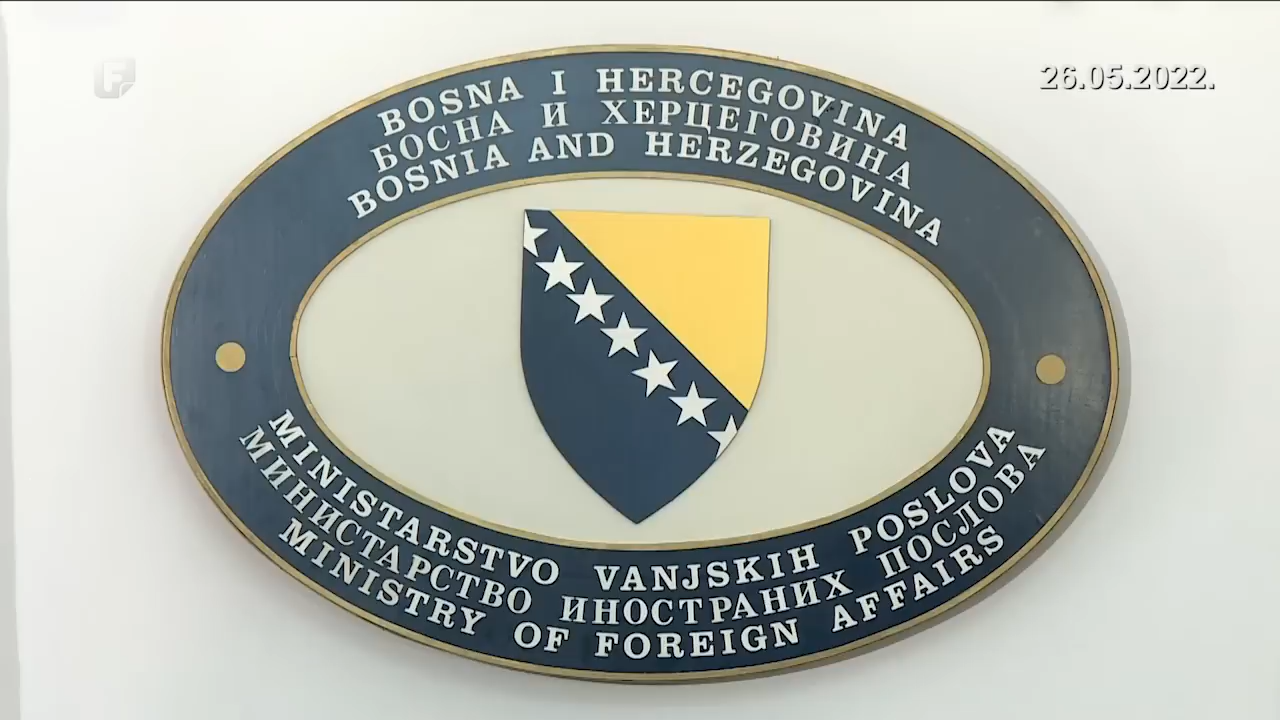 F
26.05.2022.
BOSNA I HERCEGOVINA
БОСНА И ХЕРЦЕГОВИНА
BOSNIA AND HERZEGOVINA
MINISTARSTVO VANJSKIH POSLOVA
МИНИСТАРСТВО ИНОСТРАНИХ ПОСЛОВА
MINISTRY OF FOREIGN AFFAIRS